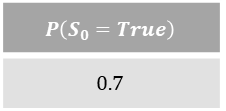 P(S₀ = True)
0.7